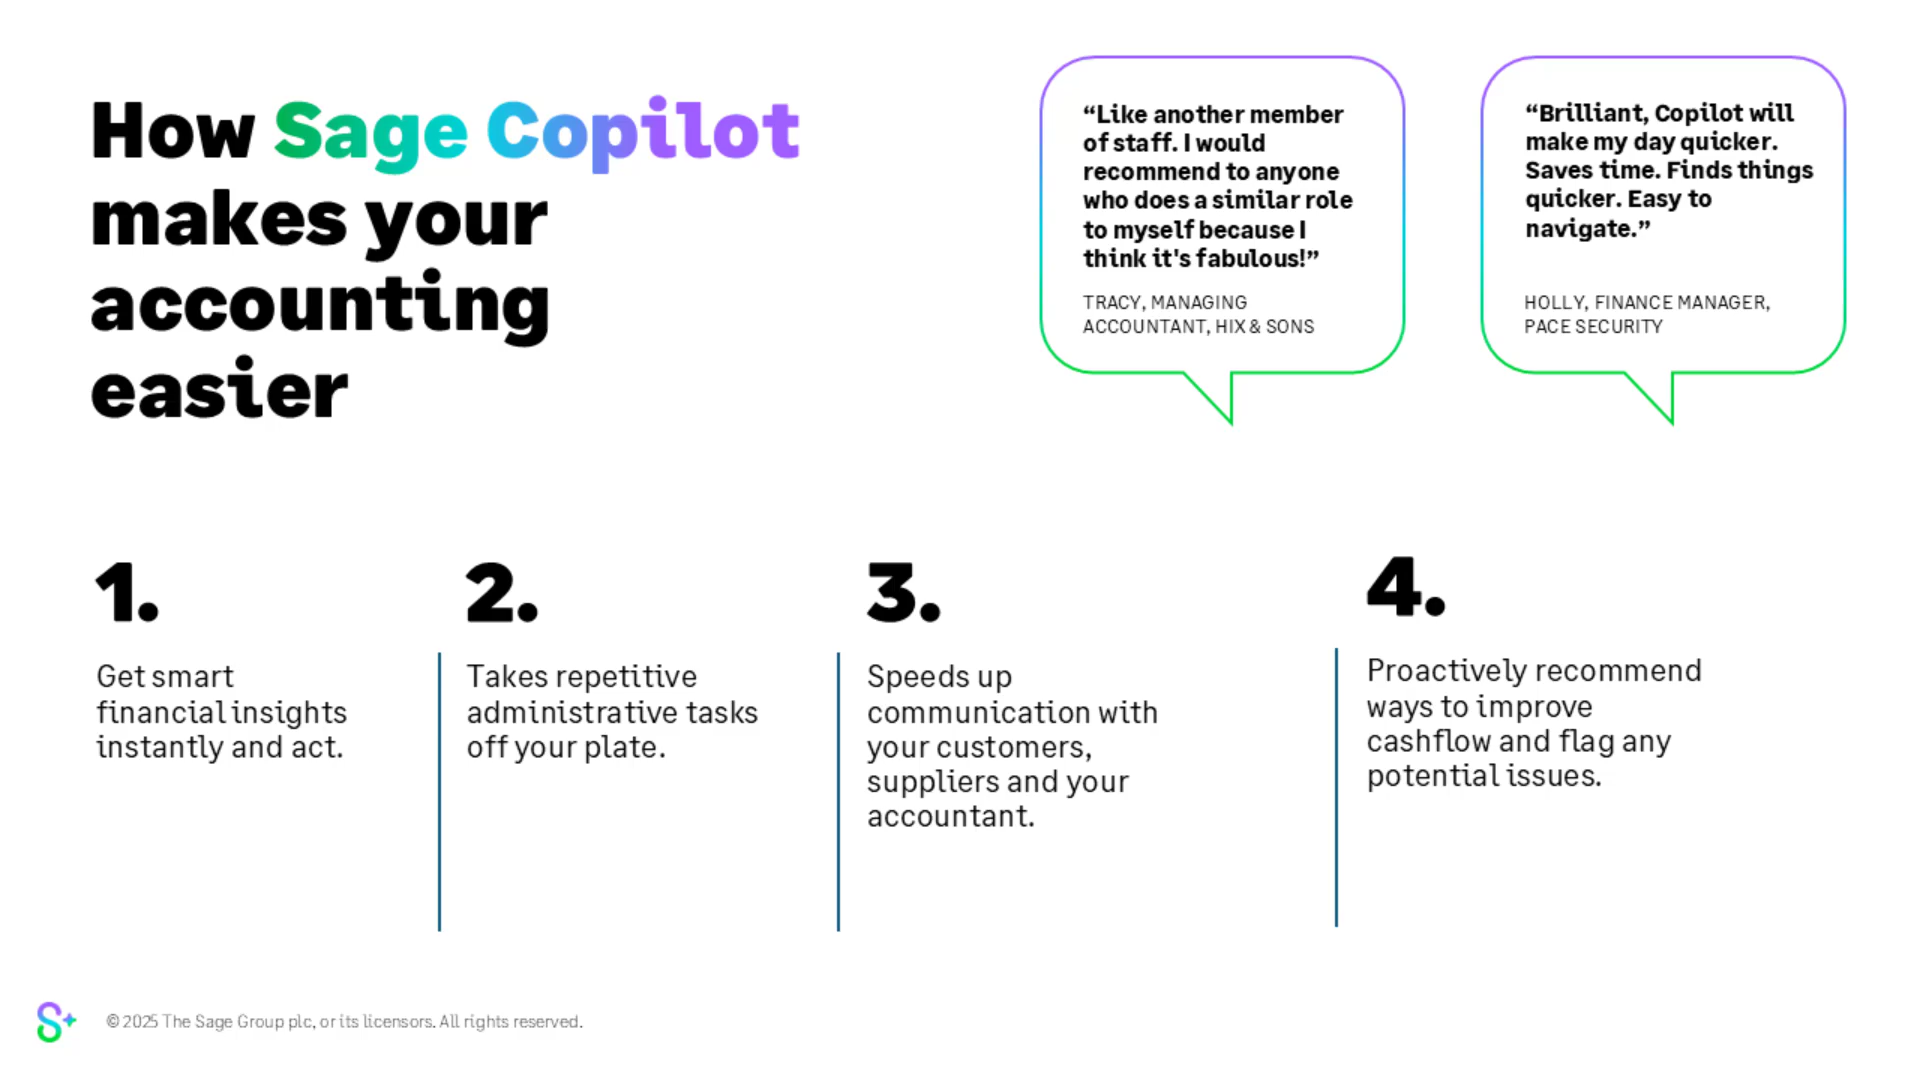 How Sage Copilot
makes your
accounting
easier
“Like another member
of staff. I would
recommend to anyone
who does a similar role
to myself because I
think it's fabulous!”
TRACY, MANAGING
ACCOUNTANT, HIX & SONS
“Brilliant, Copilot will
make my day quicker.
Saves time. Finds things
quicker. Easy to
navigate.”
HOLLY, FINANCE MANAGER,
PACE SECURITY
1.
Get smart
financial insights
instantly and act.
2.
Takes repetitive
administrative tasks
off your plate.
3.
Speeds up
communication with
your customers,
suppliers and your
accountant.
4.
Proactively recommend
ways to improve
cashflow and flag any
potential issues.
© 2025 The Sage Group plc, or its licensors. All rights reserved.